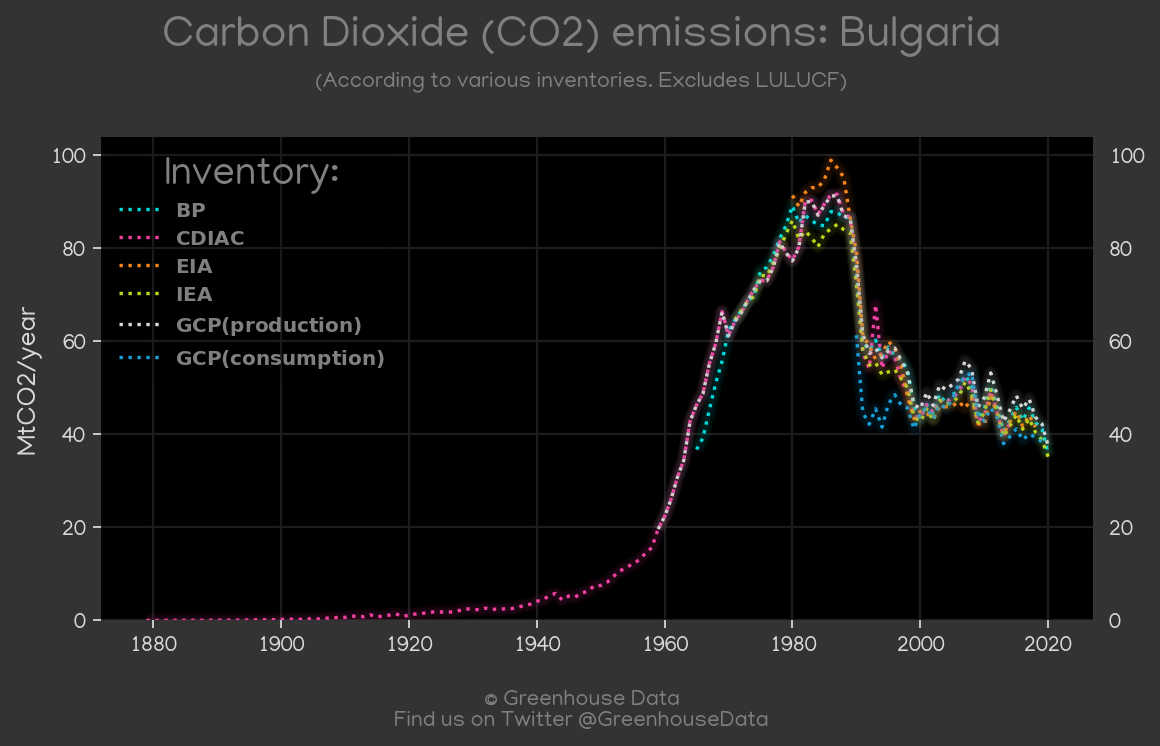 Carbon Dioxide (CO2) emissions: Bulgaria
(According to various inventories. Excludes LULUCF)
Inventory:
BP
CDIAC
EIA
IEA
GCP(production)
GCP(consumption)
MtCO2/year
100
80
60
40
20
0
100
80
60
40
20
0
1880 1900 1920 1940 1960 1980 2000 2020
© Greenhouse Data
Find us on Twitter @GreenhouseData